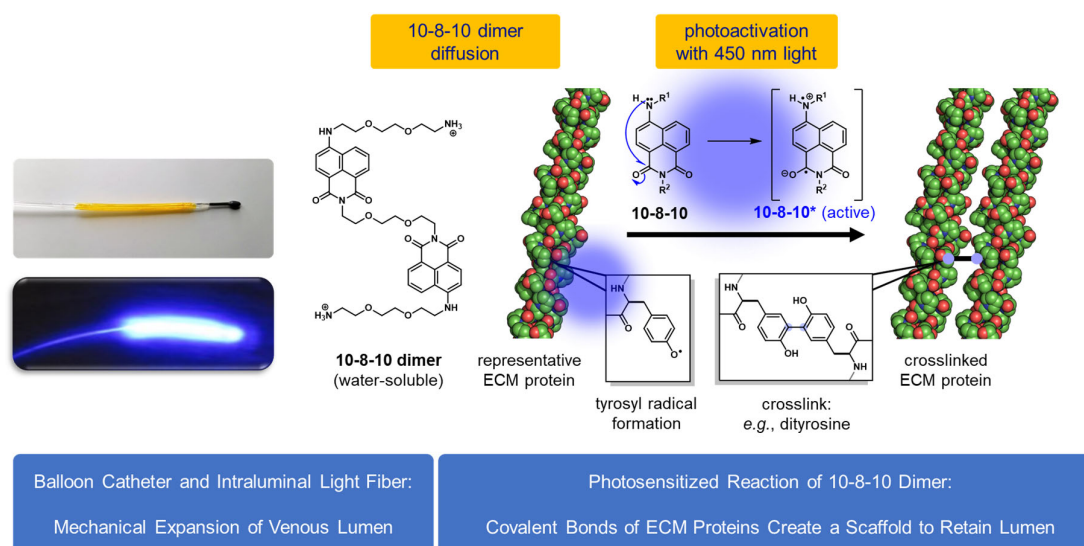 10-8-10 dimer
diffusion
photoactivation
with 450 nm light
NH₃
⊕
HN
O
O
O
O
N
O
O
O
N
O
O
H₃N
⊕
O
O
NH
10-8-10 dimer
(water-soluble)
representative
ECM protein
H
N
R¹
O
N
O
R²
10-8-10
H
N
⊕
R¹
⊖O
N
O
R²
10-8-10* (active)
HN
O
O•
tyrosyl radical
formation
HN
O
OH
HO
O
N
H
crosslink:
e.g., dityrosine
crosslinked
ECM protein
Balloon Catheter and Intraluminal Light Fiber:
Mechanical Expansion of Venous Lumen
Photosensitized Reaction of 10-8-10 Dimer:
Covalent Bonds of ECM Proteins Create a Scaffold to Retain Lumen